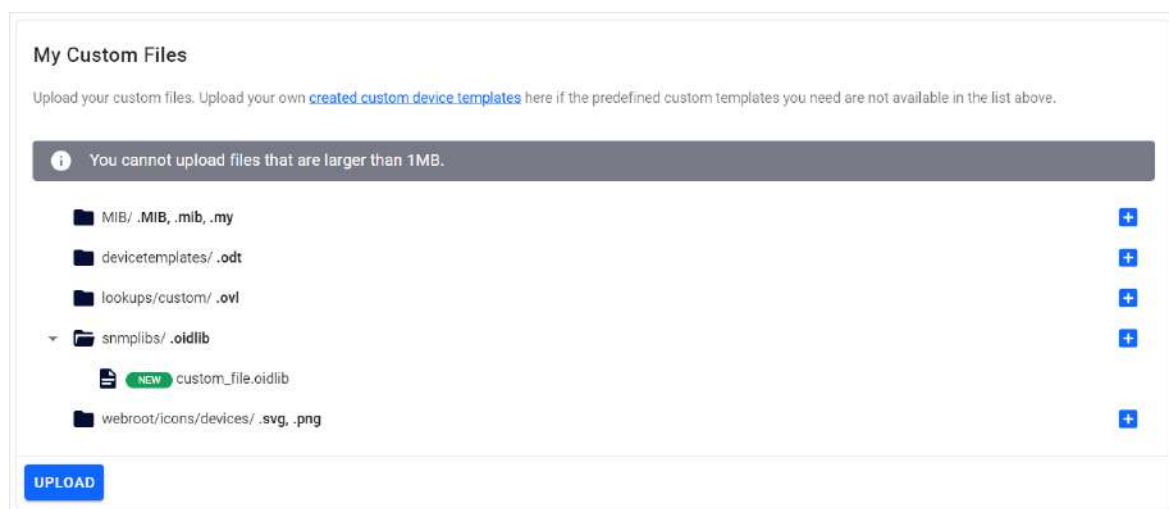 My Custom Files
Upload your custom files. Upload your own created custom device templates here if the predefined custom templates you need are not available in the list above.
You cannot upload files that are larger than 1MB.
MIB/ .MIB, .mib, .my
devicetemplates/ .odt
lookups/custom/ .ovl
snmplibs/ .oidlib
NEW custom_file.oidlib
webroot/icons/devices/ .svg, .png
UPLOAD